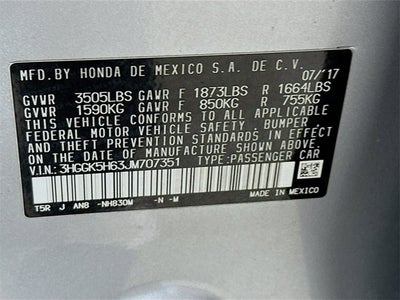 MFD.BY HONDA DE MEXICO S.A. DE C.V.
07/'17
GVWR 3505LBS GAWR F 1873LBS R 1664LBS
1590KG 850KG 755KG
THIS VEHICLE CONFORMS TO ALL APPLICABLE
FEDERAL MOTOR VEHICLE SAFETY, BUMPER
AND THEFT PREVENTION STANDARDS IN EFFECT
ON THE DATE OF MANUFACTURE SHOWN ABOVE.
V.I.N.: 3HGGK5H63JM707351 TYPE:PASSENGER CAR
T5R J AN8 -NH830M -N -M MADE IN MEXICO